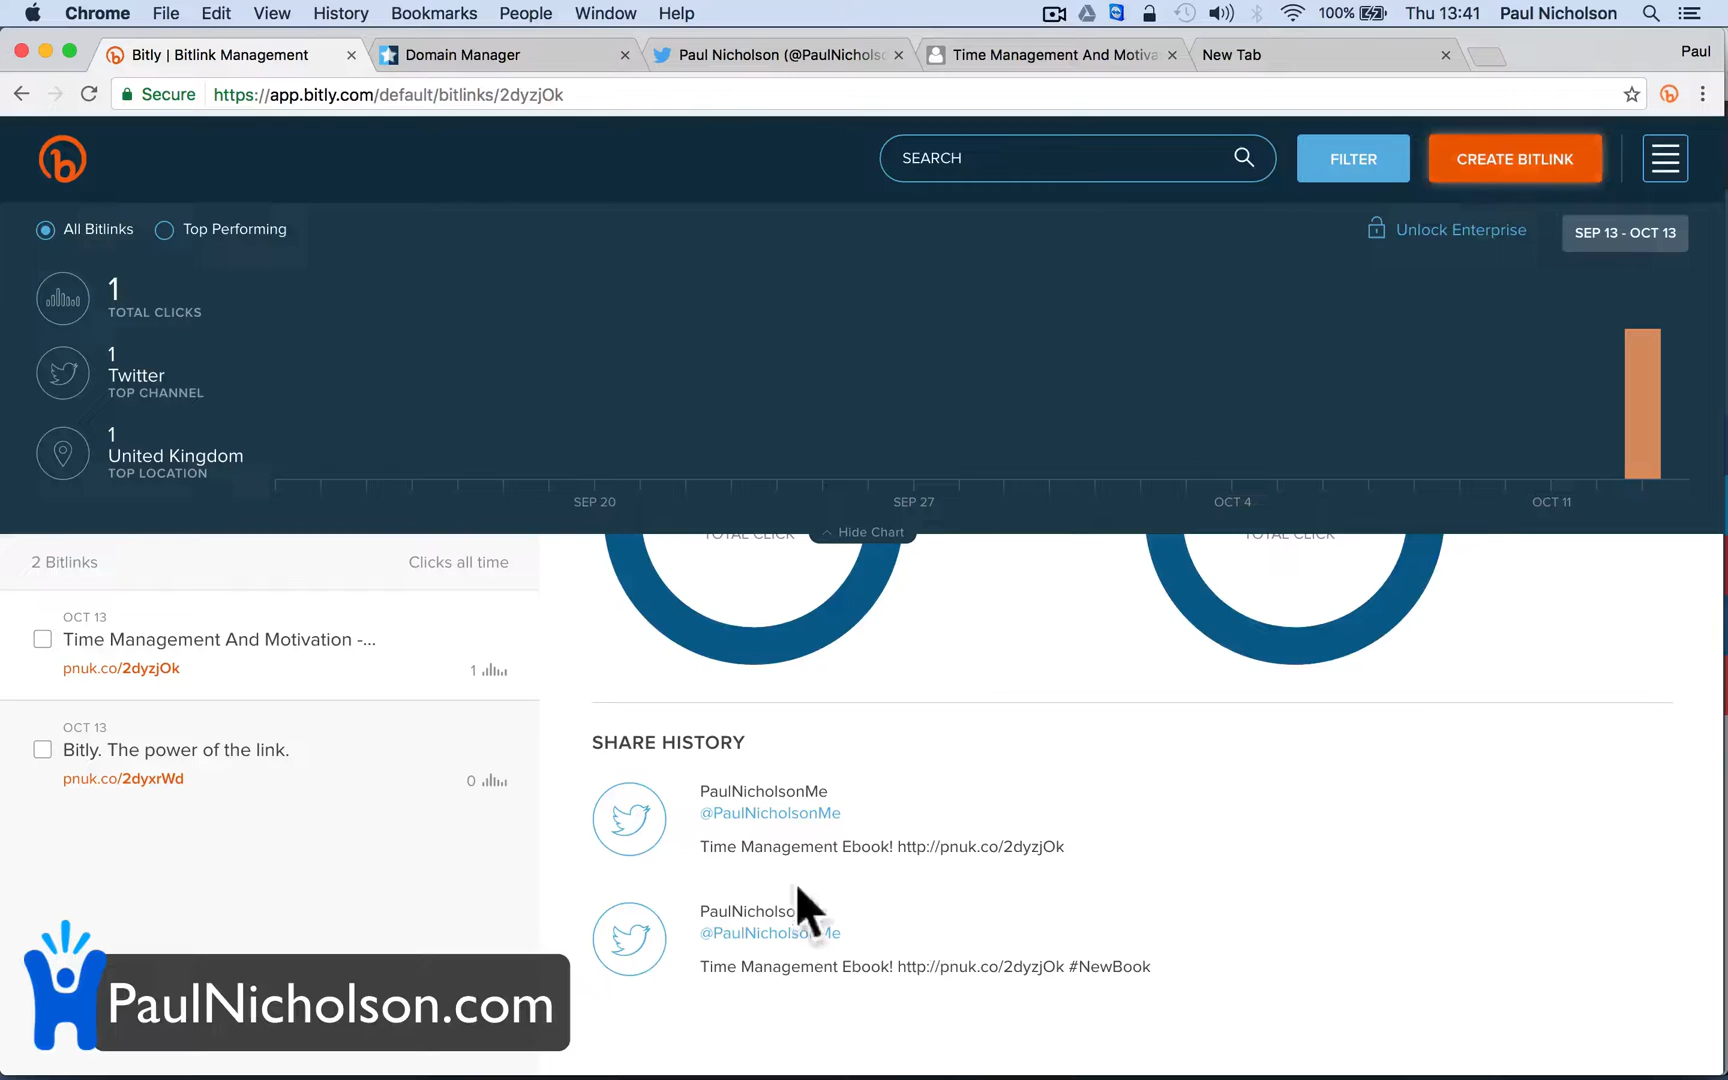 Chrome File Edit View History Bookmarks People Window Help 100% Thu 13:41 Paul Nicholson
Bitly | Bitlink Management Domain Manager Paul Nicholson (@PaulNichols Time Management And Motiva New Tab Paul
Secure https://app.bitly.com/default/bitlinks/2dyzjOk
SEARCH FILTER CREATE BITLINK
All Bitlinks Top Performing Unlock Enterprise SEP 13 - OCT 13
1
TOTAL CLICKS
1
Twitter
TOP CHANNEL
1
United Kingdom
TOP LOCATION
SEP 20 SEP 27 OCT 4 OCT 11
Hide Chart
TOTAL CLICK TOTAL CLICK
2 Bitlinks Clicks all time
OCT 13
Time Management And Motivation -...
pnuk.co/2dyzjOk 1
OCT 13
Bitly. The power of the link.
pnuk.co/2dyxrWd 0
SHARE HISTORY
PaulNicholsonMe
@PaulNicholsonMe
Time Management Ebook! http://pnuk.co/2dyzjOk
PaulNicholso
@PaulNicholsonMe
Time Management Ebook! http://pnuk.co/2dyzjOk #NewBook
PaulNicholson.com